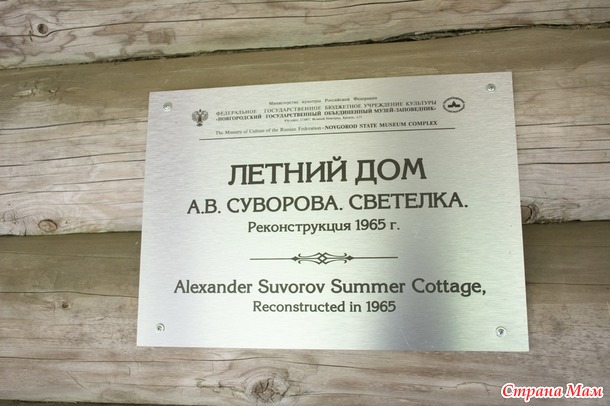 Министерство культуры Российской Федерации
ФЕДЕРАЛЬНОЕ ГОСУДАРСТВЕННОЕ БЮДЖЕТНОЕ УЧРЕЖДЕНИЕ КУЛЬТУРЫ
«НОВГОРОДСКИЙ ГОСУДАРСТВЕННЫЙ ОБЪЕДИНЕННЫЙ МУЗЕЙ-ЗАПОВЕДНИК»
The Ministry of Culture of the Russian Federation - NOVGOROD STATE MUSEUM COMPLEX
ЛЕТНИЙ ДОМ
А.В. СУВОРОВА. СВЕТЕЛКА.
Реконструкция 1965 г.
Alexander Suvorov Summer Cottage,
Reconstructed in 1965
Страна Мам